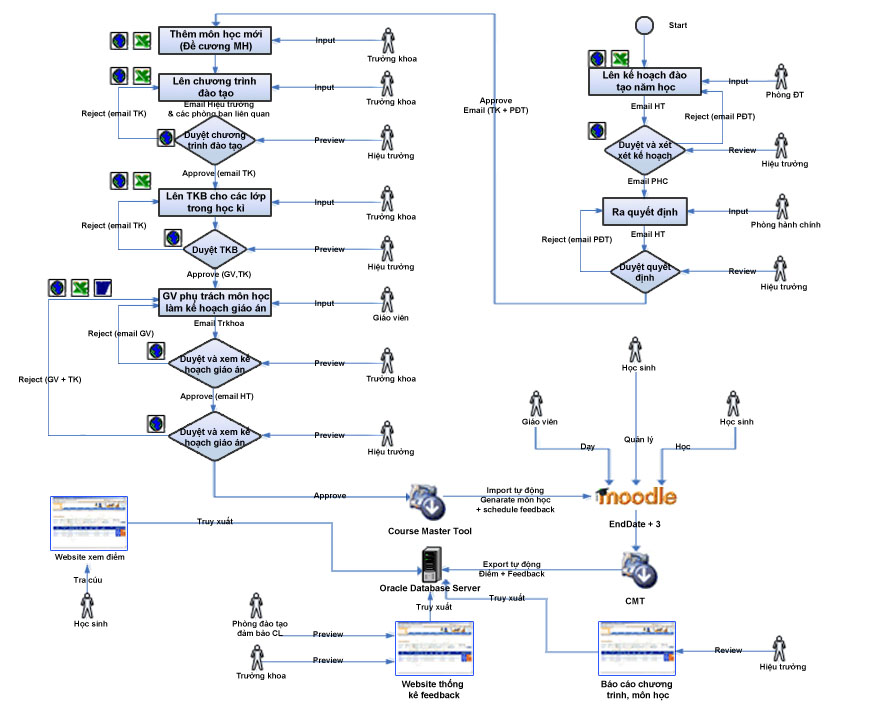 Start
Lên kế hoạch đào
tạo năm học
Input
Phòng ĐT
Email HT
Reject (email PĐT)
Duyệt và xét
xét kế hoạch
Review
Hiệu trưởng
Email PHC
Ra quyết định
Input
Phòng hành chính
Email HT
Reject (email PĐT)
Duyệt quyết
định
Review
Hiệu trưởng
Approve
Email (TK + PĐT)
Thêm môn học mới
(Đề cương MH)
Input
Trưởng khoa
Lên chương trình
đào tạo
Input
Trưởng khoa
Email Hiệu trưởng
& các phòng ban liên quan
Reject (email TK)
Duyệt chương
trình đào tạo
Preview
Hiệu trưởng
Approve (email TK)
Lên TKB cho các lớp
trong học kì
Input
Trưởng khoa
Reject (email TK)
Duyệt TKB
Preview
Hiệu trưởng
Approve (GV,TK)
GV phụ trách môn học
làm kế hoạch giáo án
Input
Giáo viên
Email Trkhoa
Reject (email GV)
Duyệt và xem kế
hoạch giáo án
Preview
Trưởng khoa
Reject (GV + TK)
Approve (email HT)
Duyệt và xem kế
hoạch giáo án
Preview
Hiệu trưởng
Học sinh
Giáo viên
Học sinh
Dạy
Quản lý
Học
Approve
Course Master Tool
Import tự động
Genarate môn học
+ schedule feedback
moodle
EndDate + 3
Truy xuất
Website xem điểm
Tra cúu
Học sinh
Oracle Database Server
Export tự động
Điểm + Feedback
CMT
Truy xuất
Truy xuất
Phòng đào tạo
đảm bảo CL
Preview
Trưởng khoa
Preview
Website thống
kê feedback
Báo cáo chương
trình, môn học
Review
Hiệu trưởng